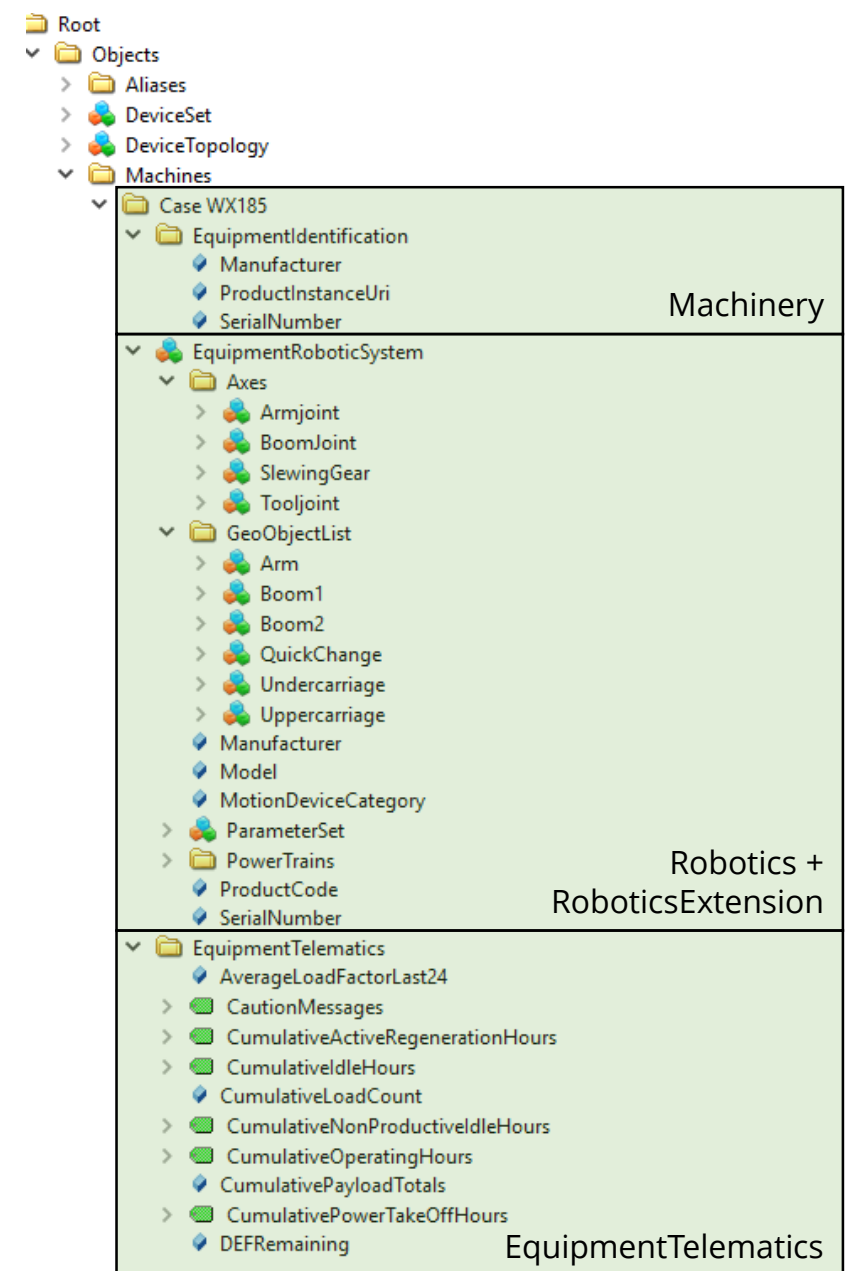 Root
Objects
Aliases
DeviceSet
DeviceTopology
Machines
Case WX185
EquipmentIdentification
Manufacturer
ProductInstanceUri
SerialNumber
Machinery
EquipmentRoboticSystem
Axes
Armjoint
BoomJoint
SlewingGear
Tooljoint
GeoObjectList
Arm
Boom1
Boom2
QuickChange
Undercarriage
Uppercarriage
Manufacturer
Model
MotionDeviceCategory
ParameterSet
PowerTrains
ProductCode
SerialNumber
Robotics +
RoboticsExtension
EquipmentTelematics
AverageLoadFactorLast24
CautionMessages
CumulativeActiveRegenerationHours
CumulativeIdleHours
CumulativeLoadCount
CumulativeNonProductiveIdleHours
CumulativeOperatingHours
CumulativePayloadTotals
CumulativePowerTakeOffHours
DEFRemaining
EquipmentTelematics